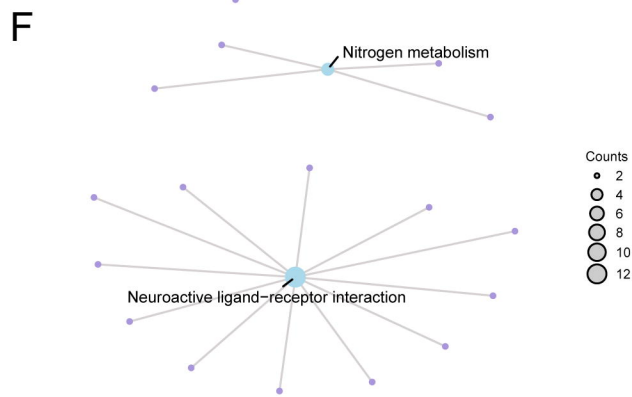 F
Nitrogen metabolism
Counts
2
4
6
8
10
12
Neuroactive ligand−receptor interaction